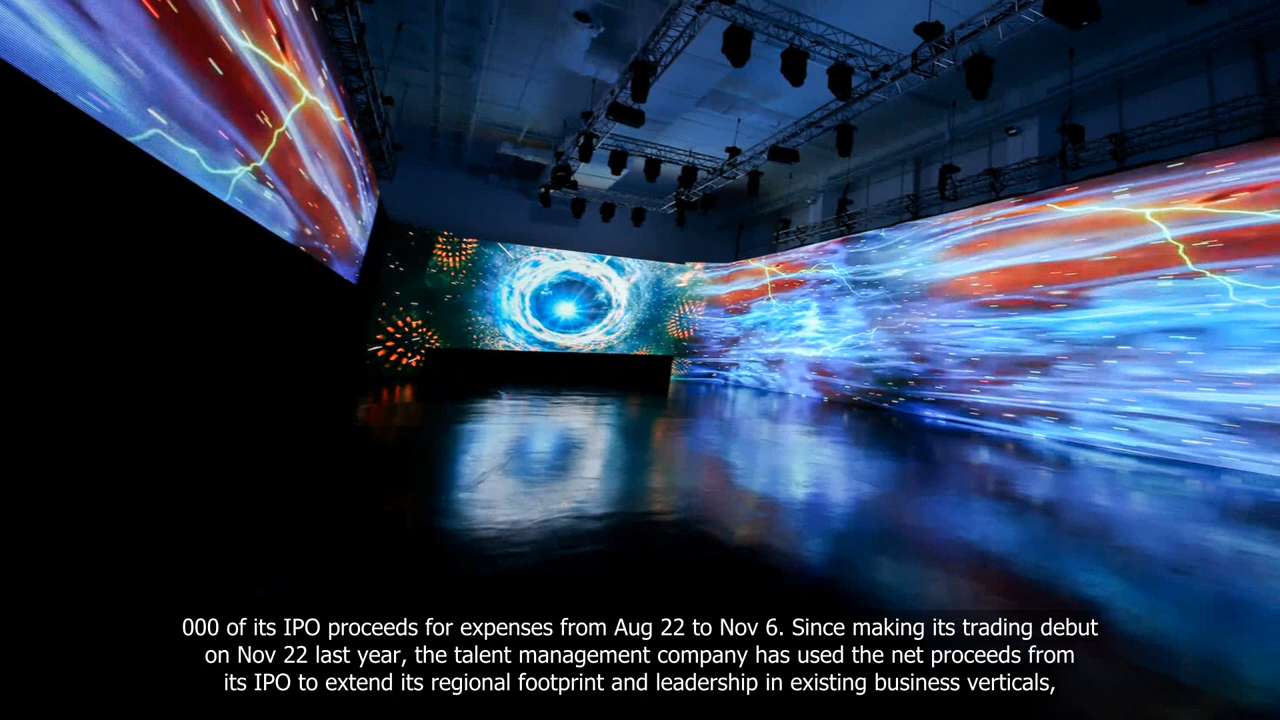 000 of its IPO proceeds for expenses from Aug 22 to Nov 6. Since making its trading debut
on Nov 22 last year, the talent management company has used the net proceeds from
its IPO to extend its regional footprint and leadership in existing business verticals,